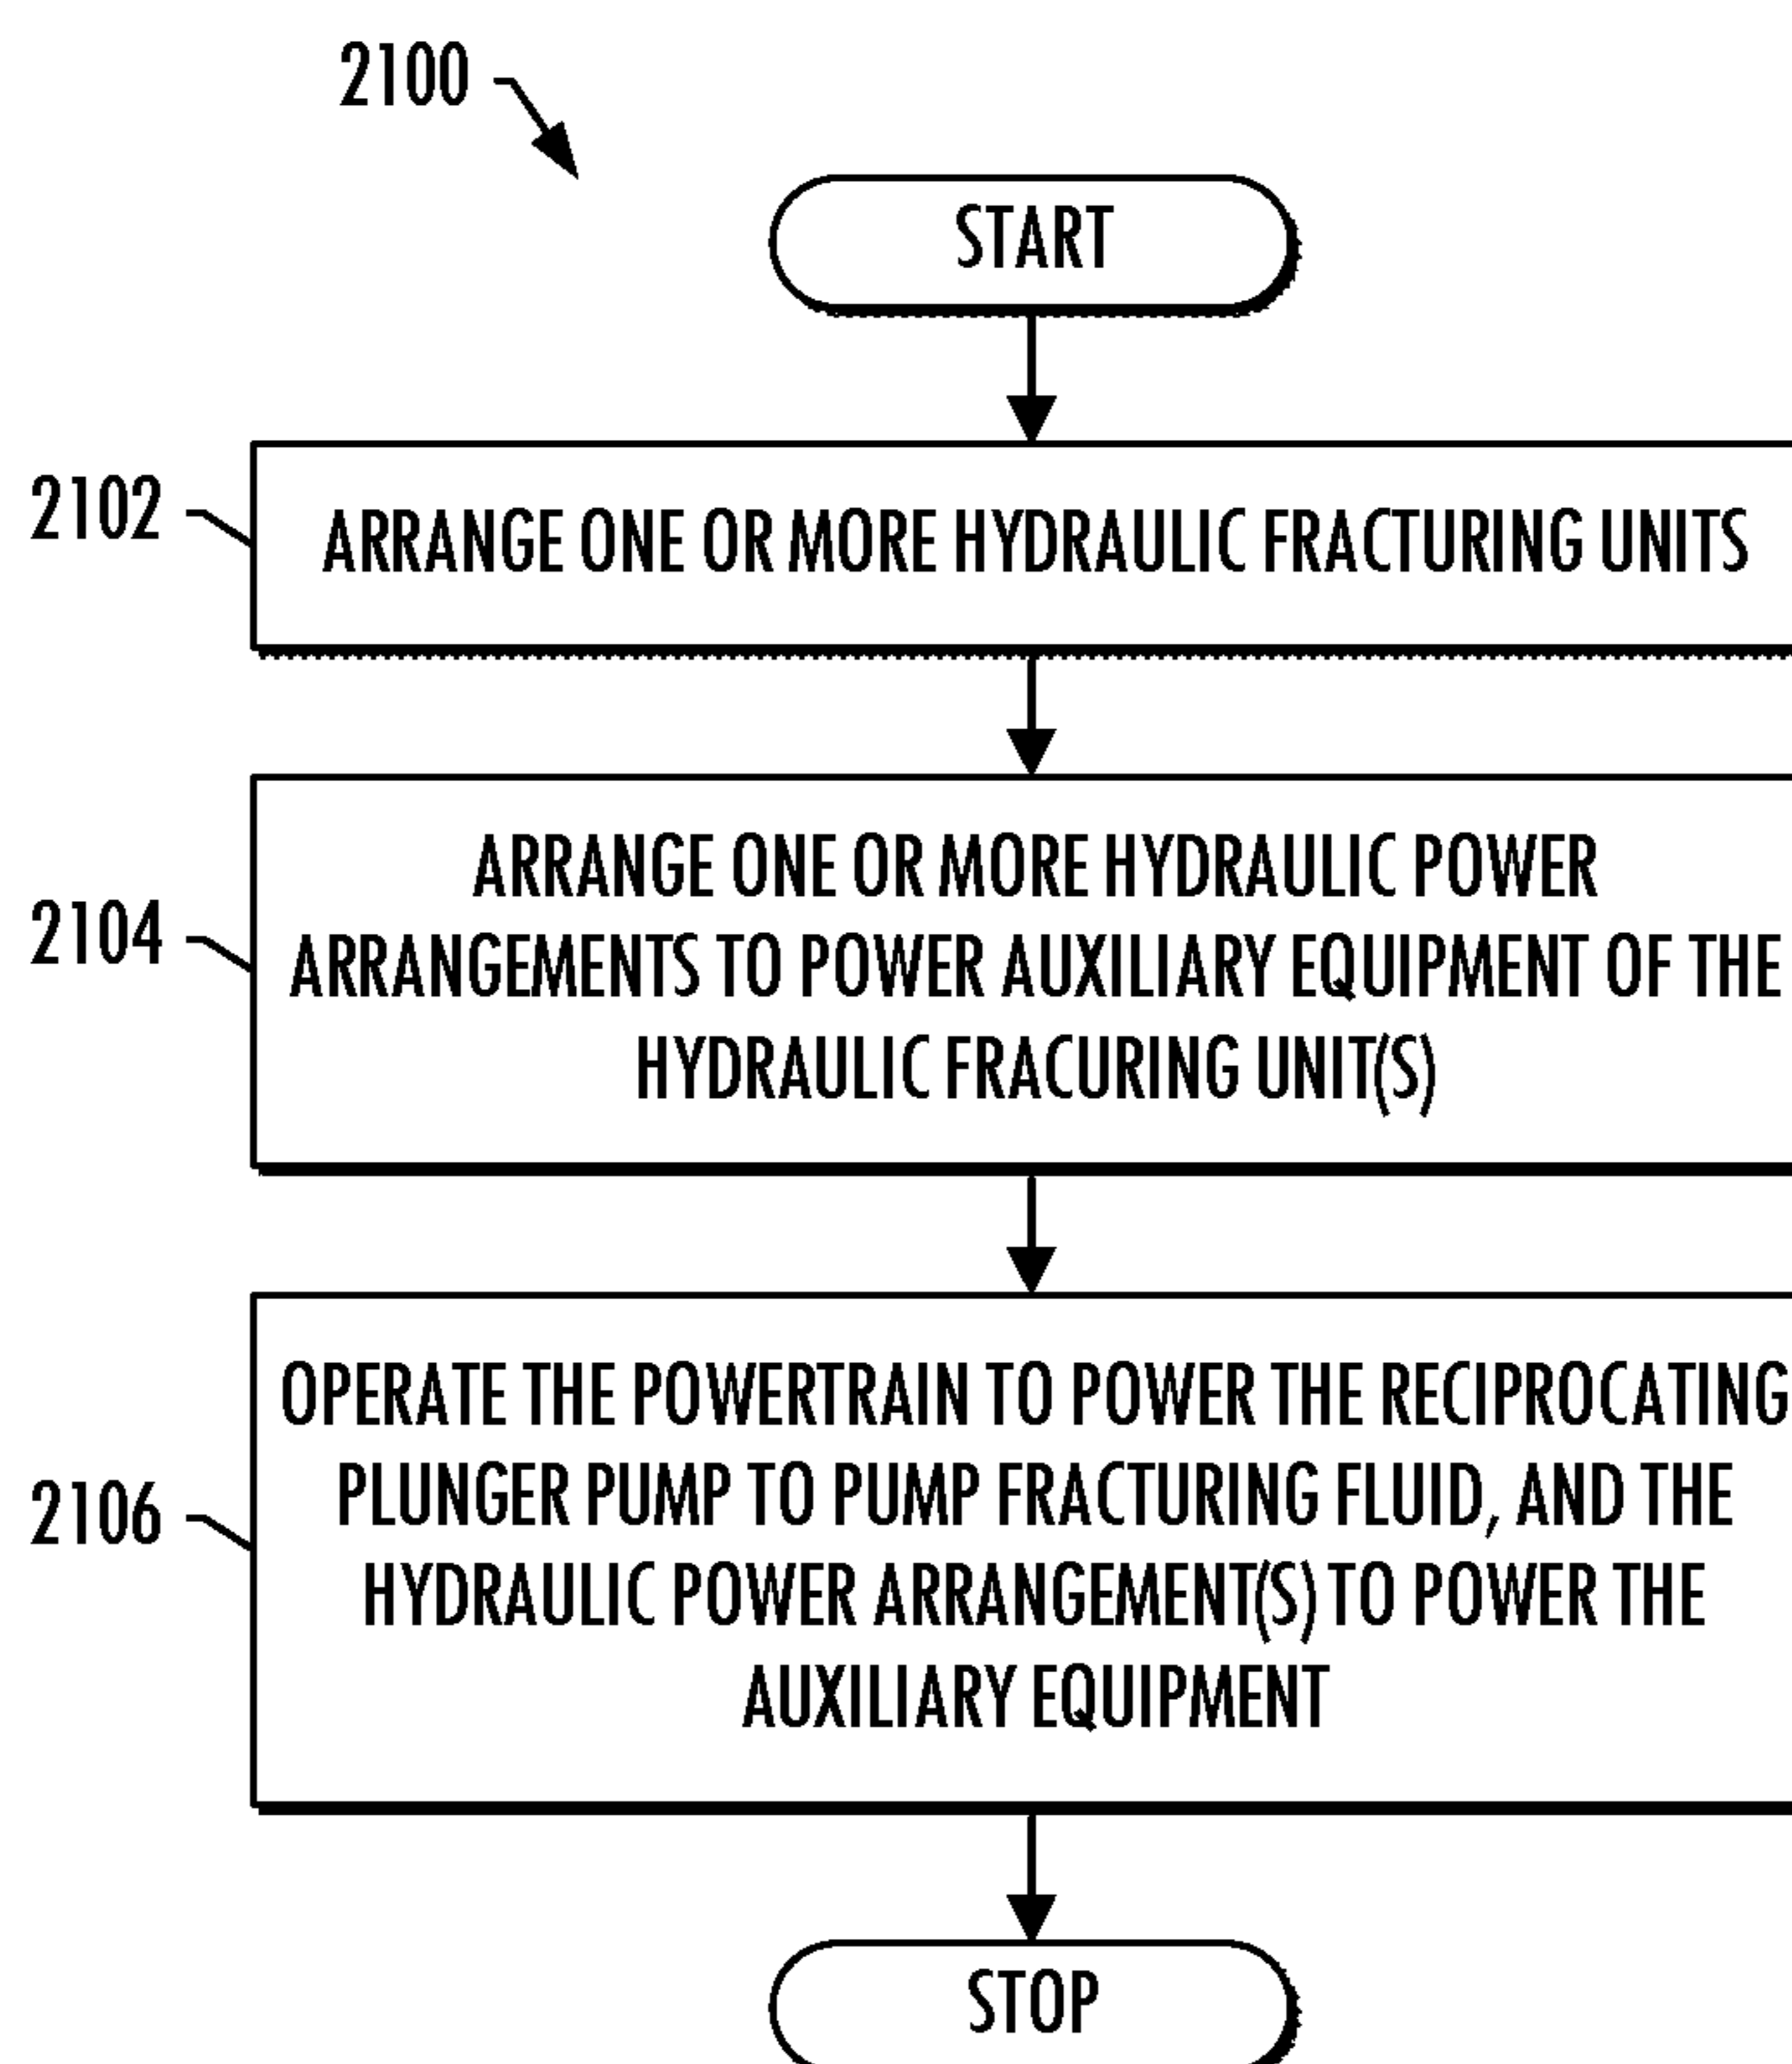 2100
START
2102
ARRANGE ONE OR MORE HYDRAULIC FRACTURING UNITS
2104
ARRANGE ONE OR MORE HYDRAULIC POWER
ARRANGEMENTS TO POWER AUXILIARY EQUIPMENT OF THE
HYDRAULIC FRACURING UNIT(S)
2106
OPERATE THE POWERTRAIN TO POWER THE RECIPROCATING
PLUNGER PUMP TO PUMP FRACTURING FLUID, AND THE
HYDRAULIC POWER ARRANGEMENT(S) TO POWER THE
AUXILIARY EQUIPMENT
STOP